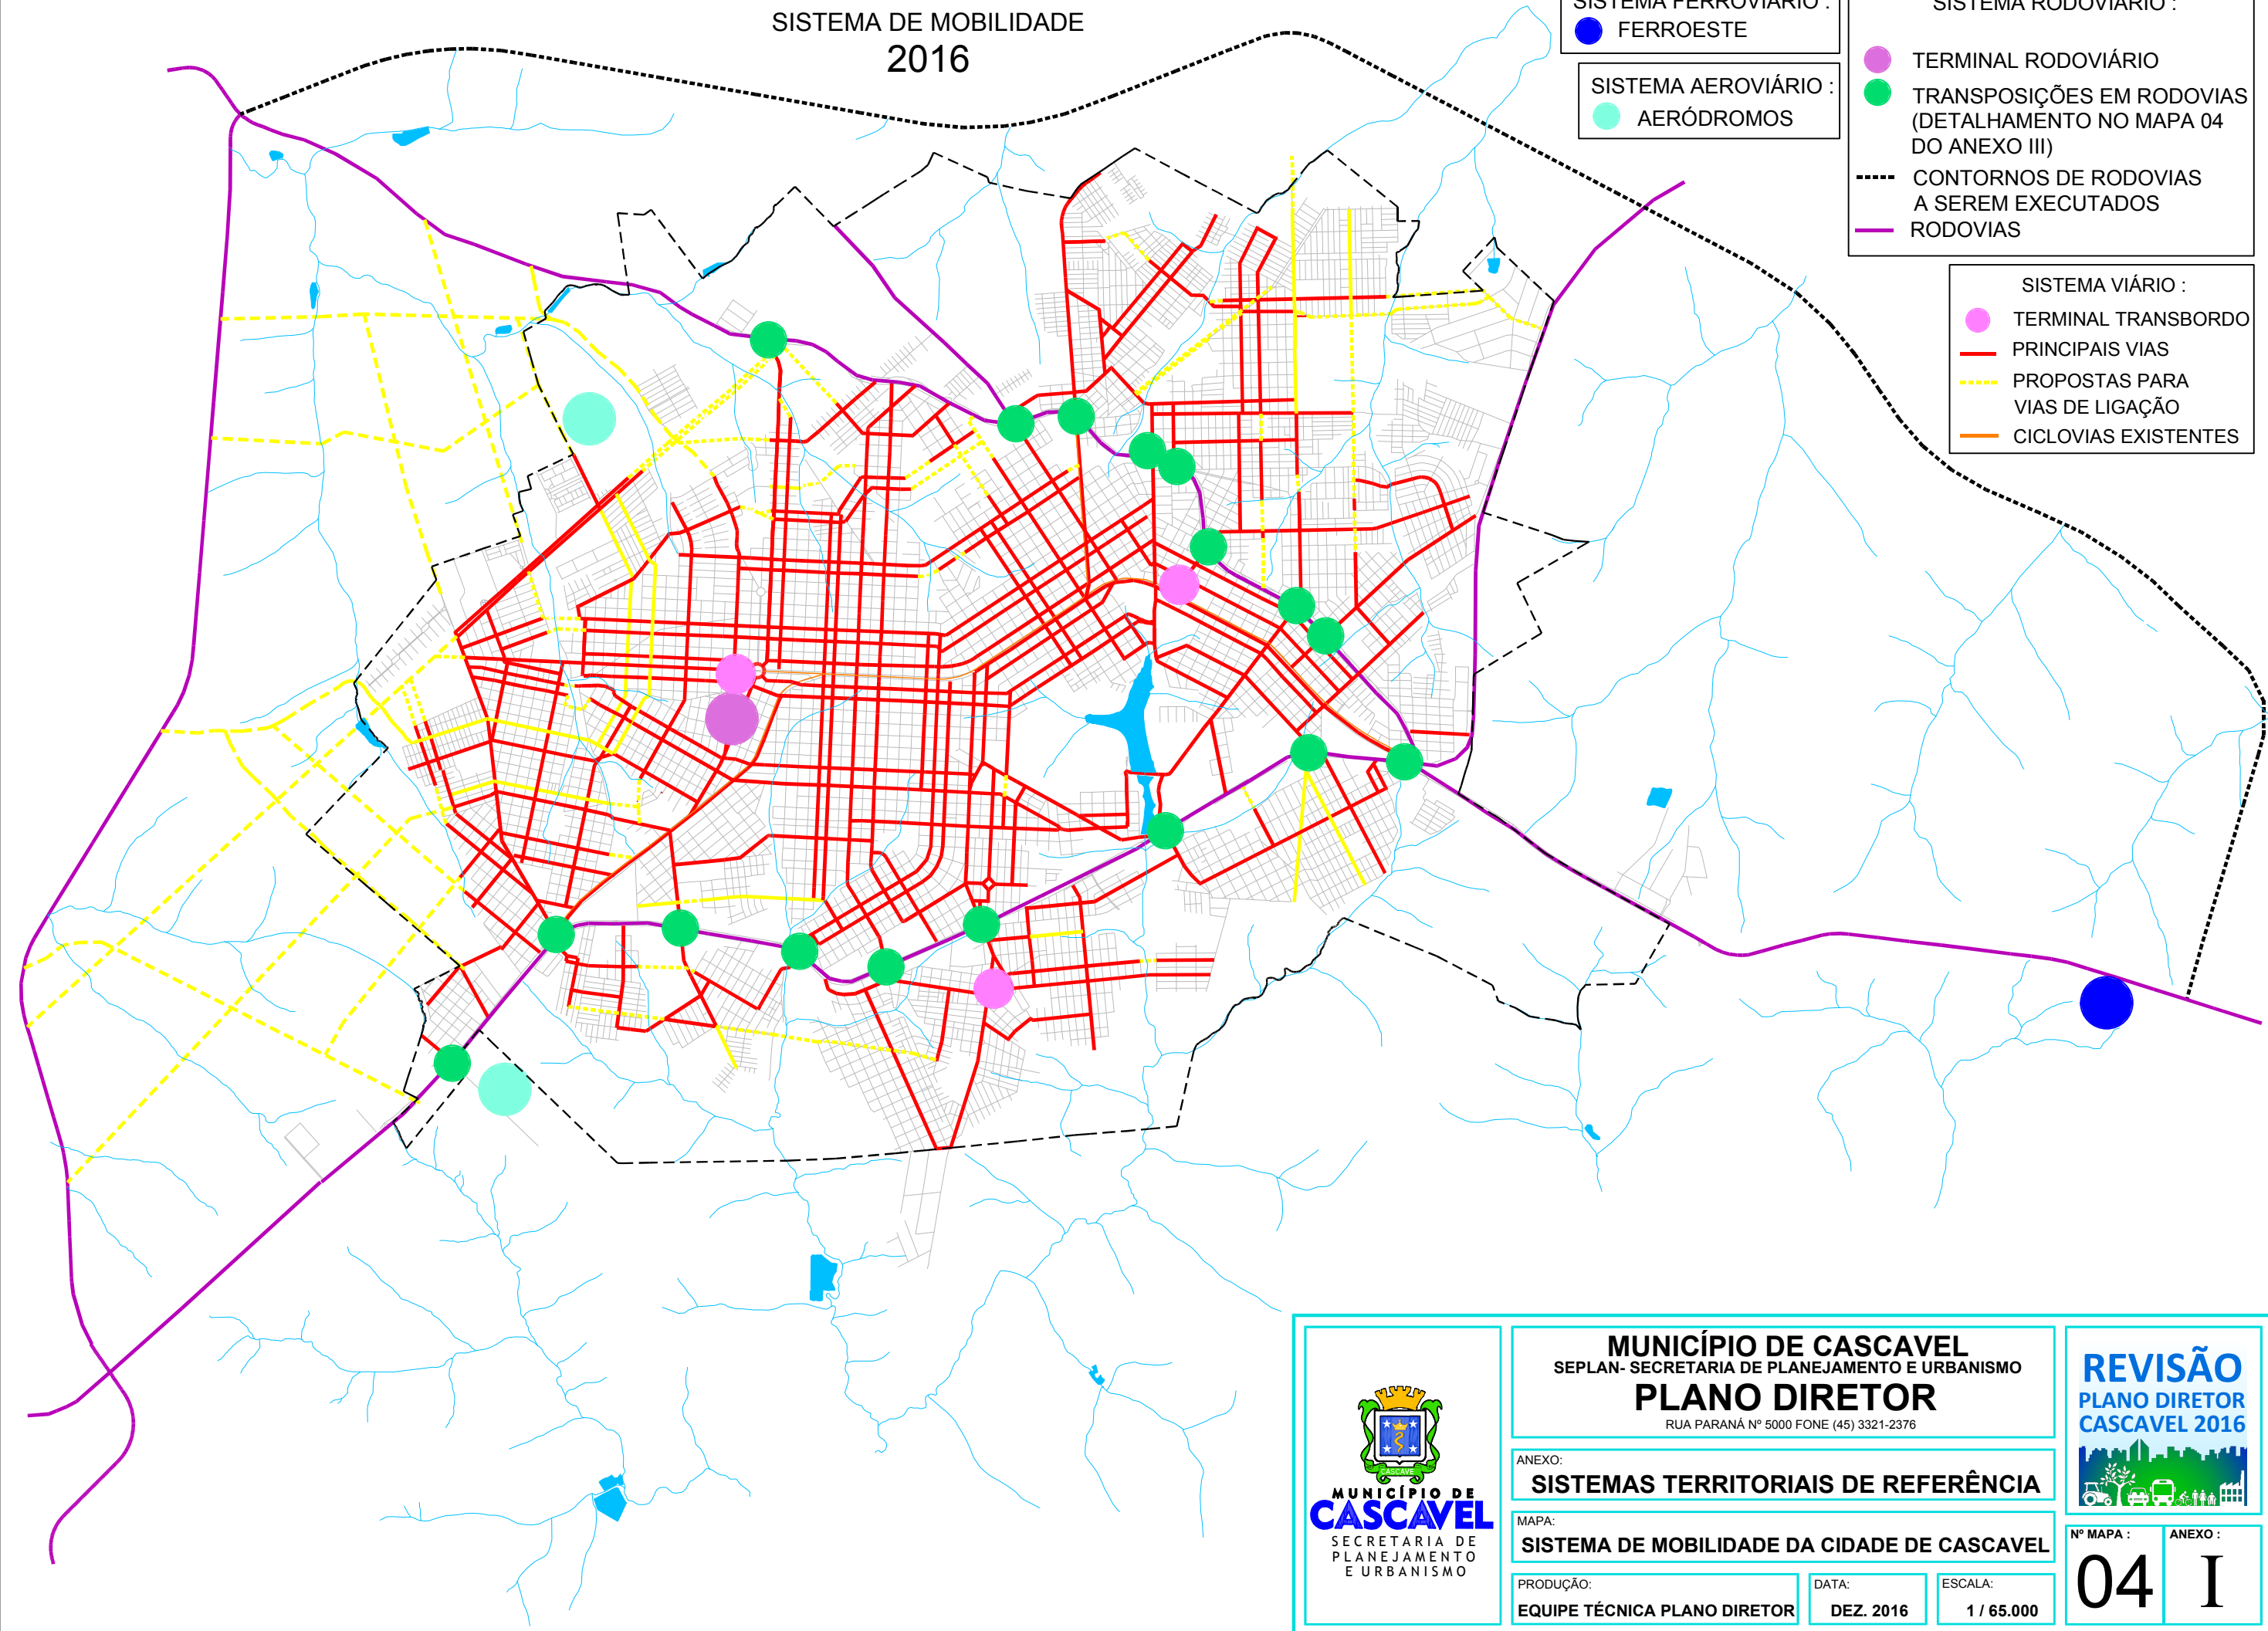 SISTEMA DE MOBILIDADE
2016
SISTEMA FERROVIÁRIO :
FERROESTE
SISTEMA AEROVIÁRIO :
AERÓDROMOS
SISTEMA RODOVIÁRIO :
TERMINAL RODOVIÁRIO
TRANSPOSIÇÕES EM RODOVIAS
(DETALHAMENTO NO MAPA 04
DO ANEXO III)
CONTORNOS DE RODOVIAS
A SEREM EXECUTADOS
RODOVIAS
SISTEMA VIÁRIO :
TERMINAL TRANSBORDO
PRINCIPAIS VIAS
PROPOSTAS PARA
VIAS DE LIGAÇÃO
CICLOVIAS EXISTENTES
CASCAVE
MUNICÍPIO DE
CASCAVEL
SECRETARIA DE
PLANEJAMENTO
E URBANISMO
MUNICÍPIO DE CASCAVEL
SEPLAN- SECRETARIA DE PLANEJAMENTO E URBANISMO
PLANO DIRETOR
RUA PARANÁ Nº 5000 FONE (45) 3321-2376
ANEXO:
SISTEMAS TERRITORIAIS DE REFERÊNCIA
MAPA:
SISTEMA DE MOBILIDADE DA CIDADE DE CASCAVEL
PRODUÇÃO:
EQUIPE TÉCNICA PLANO DIRETOR
DATA:
DEZ. 2016
ESCALA:
1 / 65.000
REVISÃO
PLANO DIRETOR
CASCAVEL 2016
Nº MAPA :
04
ANEXO :
I